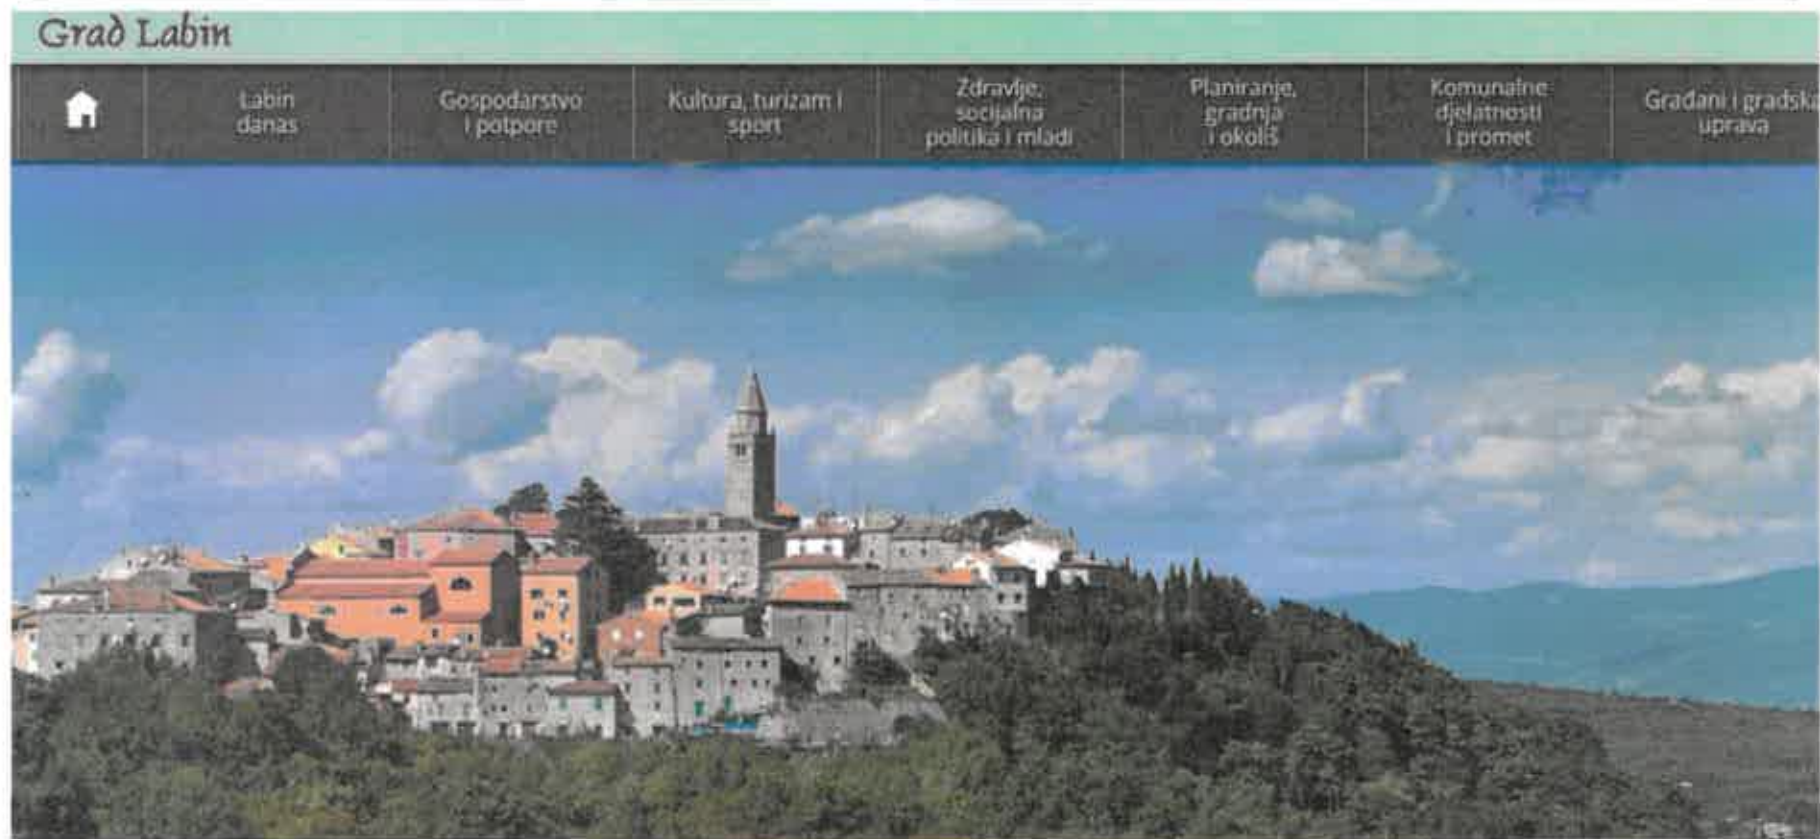 Grad Labin
Labin
danas
Gospodarstvo
i potpore
Kultura, turizam i
sport
Zdravlje,
socijalna
politika i mladi
Planiranje,
gradnja
i okoliš
Komunalne
djelatnosti
i promet
Građani i gradska
uprava